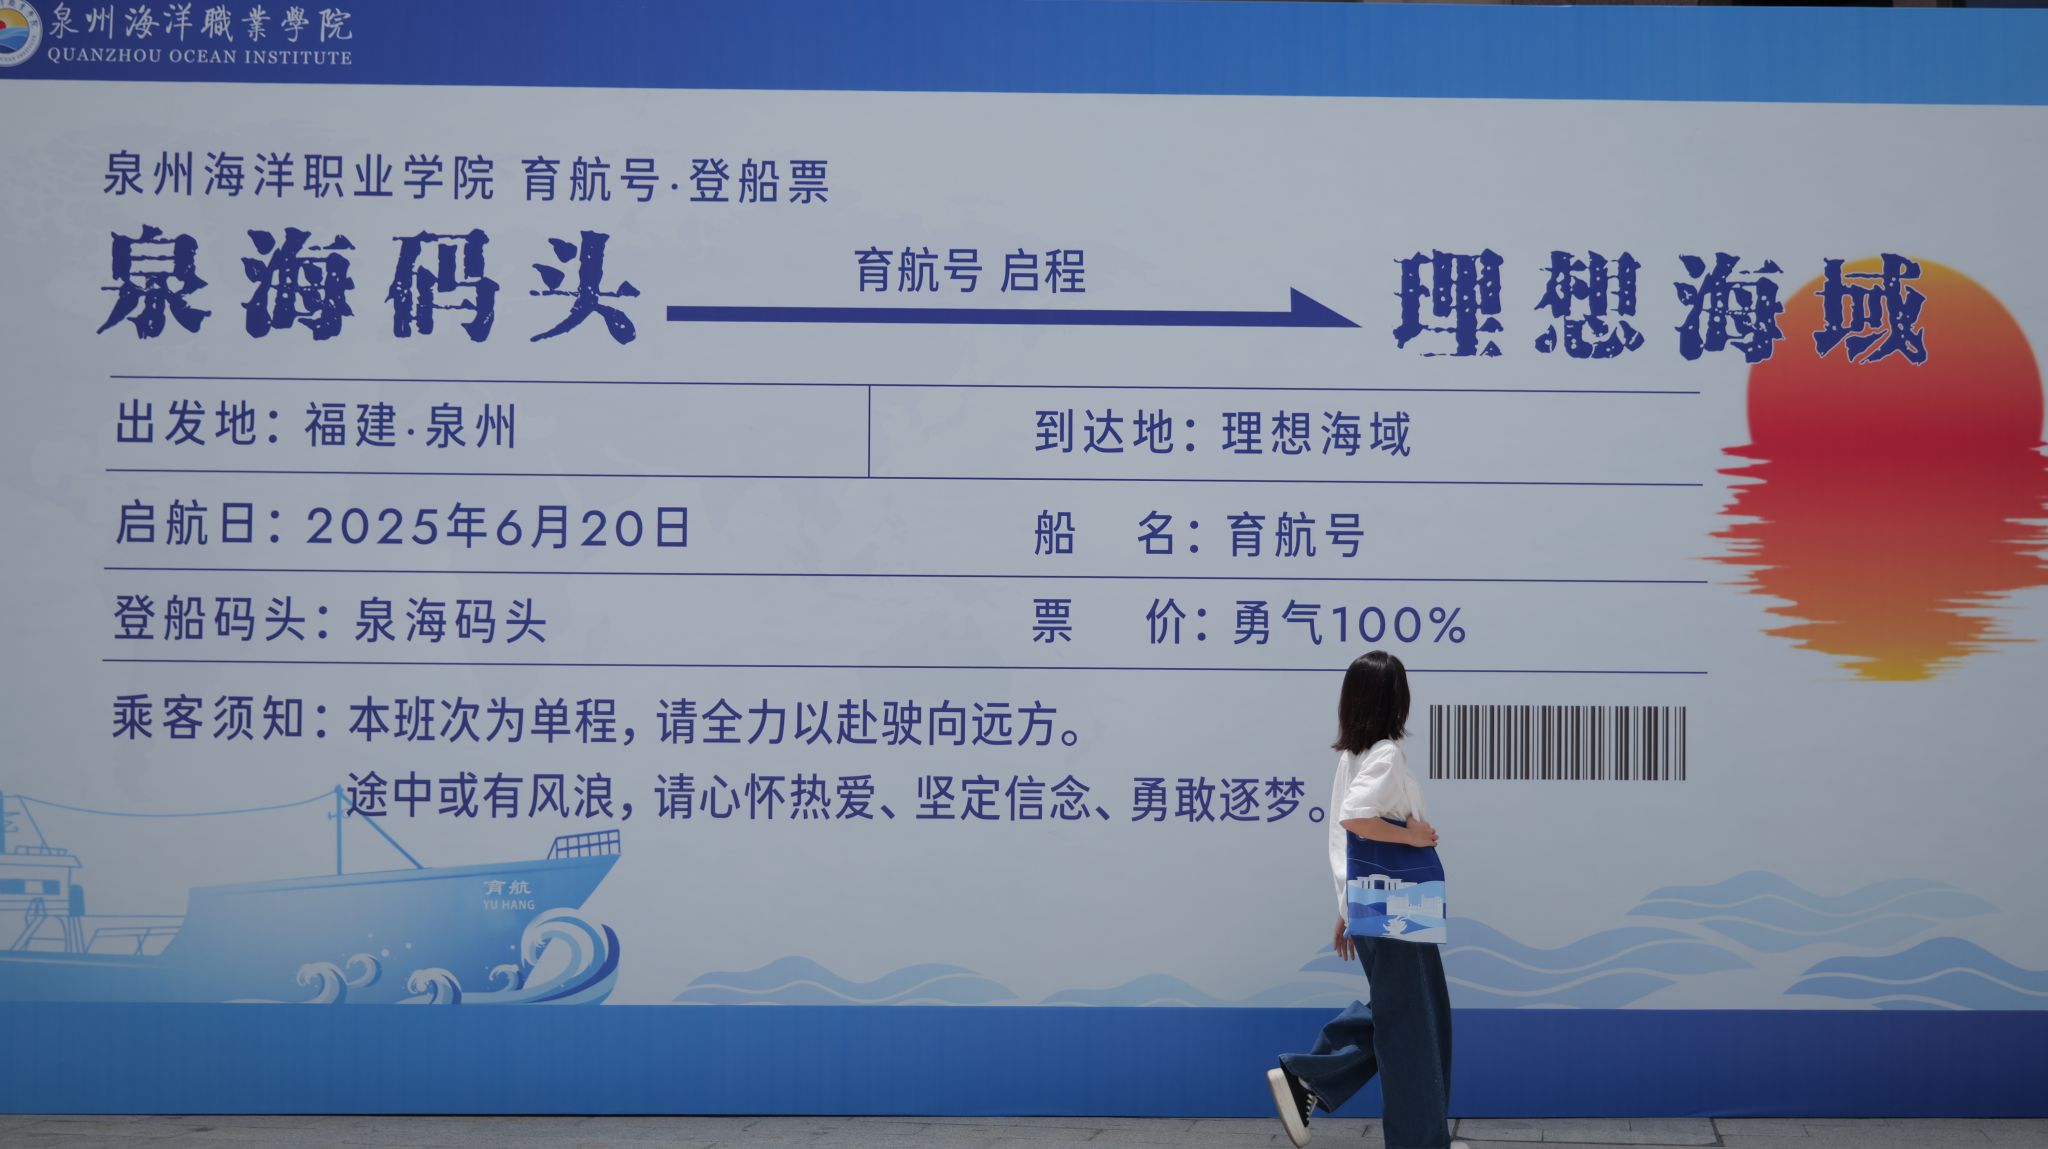 泉州海洋職業學院
QUANZHOU OCEAN INSTITUTE
泉州海洋职业学院 育航号·登船票
泉海码头
育航号 启程
理想海域
出发地：福建·泉州
到达地：理想海域
启航日：2025年6月20日
船 名：育航号
登船码头：泉海码头
票 价：勇气100%
乘客须知：本班次为单程，请全力以赴驶向远方。
途中或有风浪，请心怀热爱、坚定信念、勇敢逐梦。
育航
YU HANG